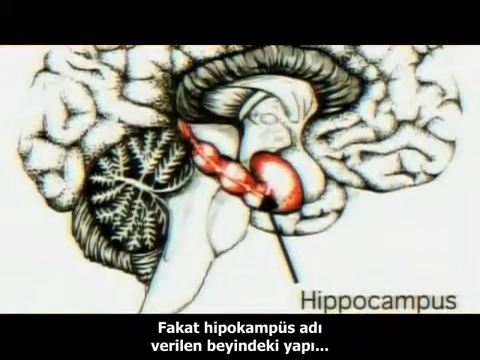 Hippocampus
Fakat hipokampüs adı
verilen beyindeki yapı...